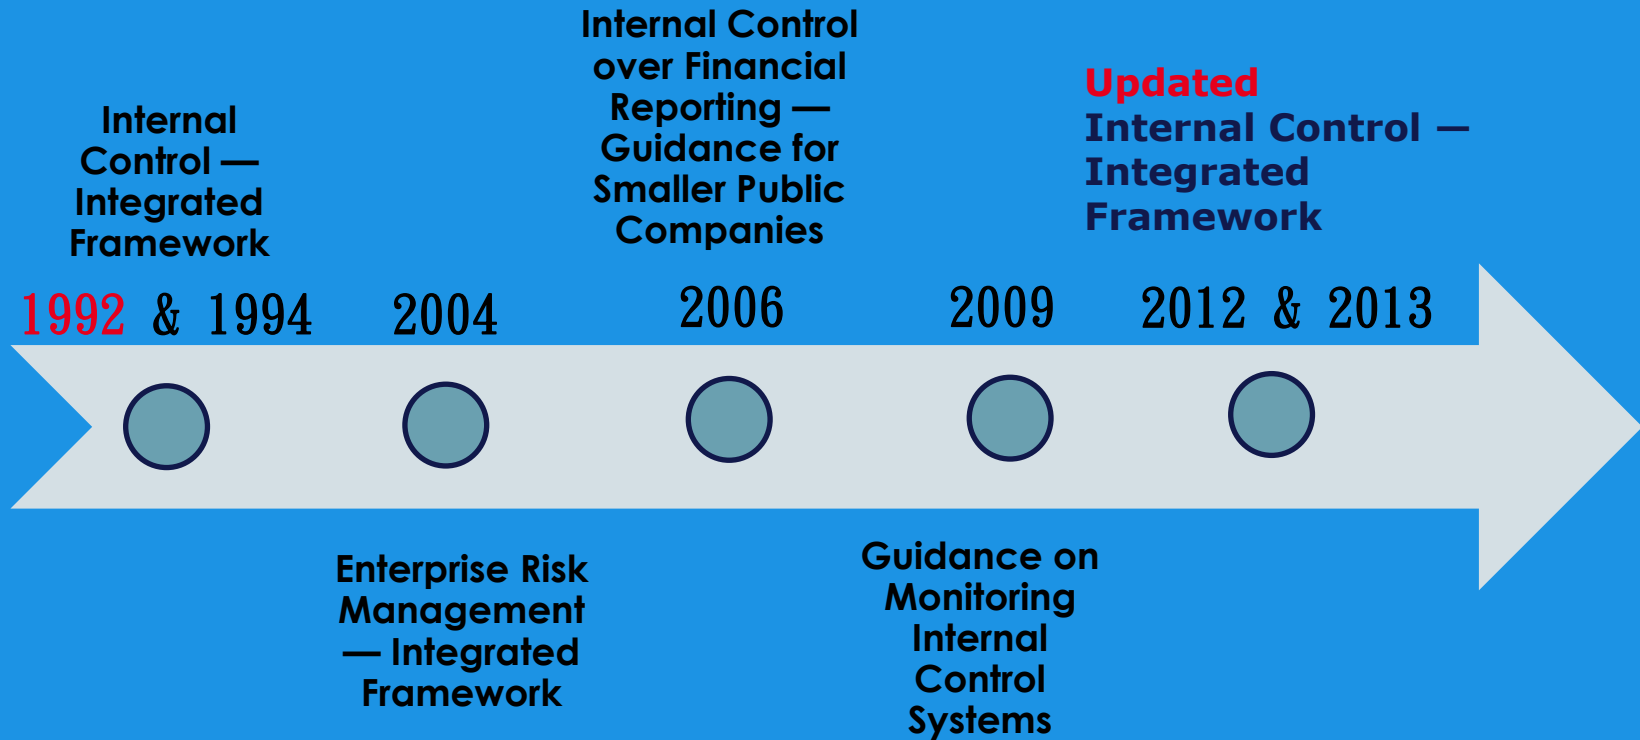 Internal
Control —
Integrated
Framework
Internal Control
over Financial
Reporting —
Guidance for
Smaller Public
Companies
Updated
Internal Control —
Integrated
Framework
1992 & 1994
2004
2006
2009
2012 & 2013
Enterprise Risk
Management
— Integrated
Framework
Guidance on
Monitoring
Internal
Control
Systems